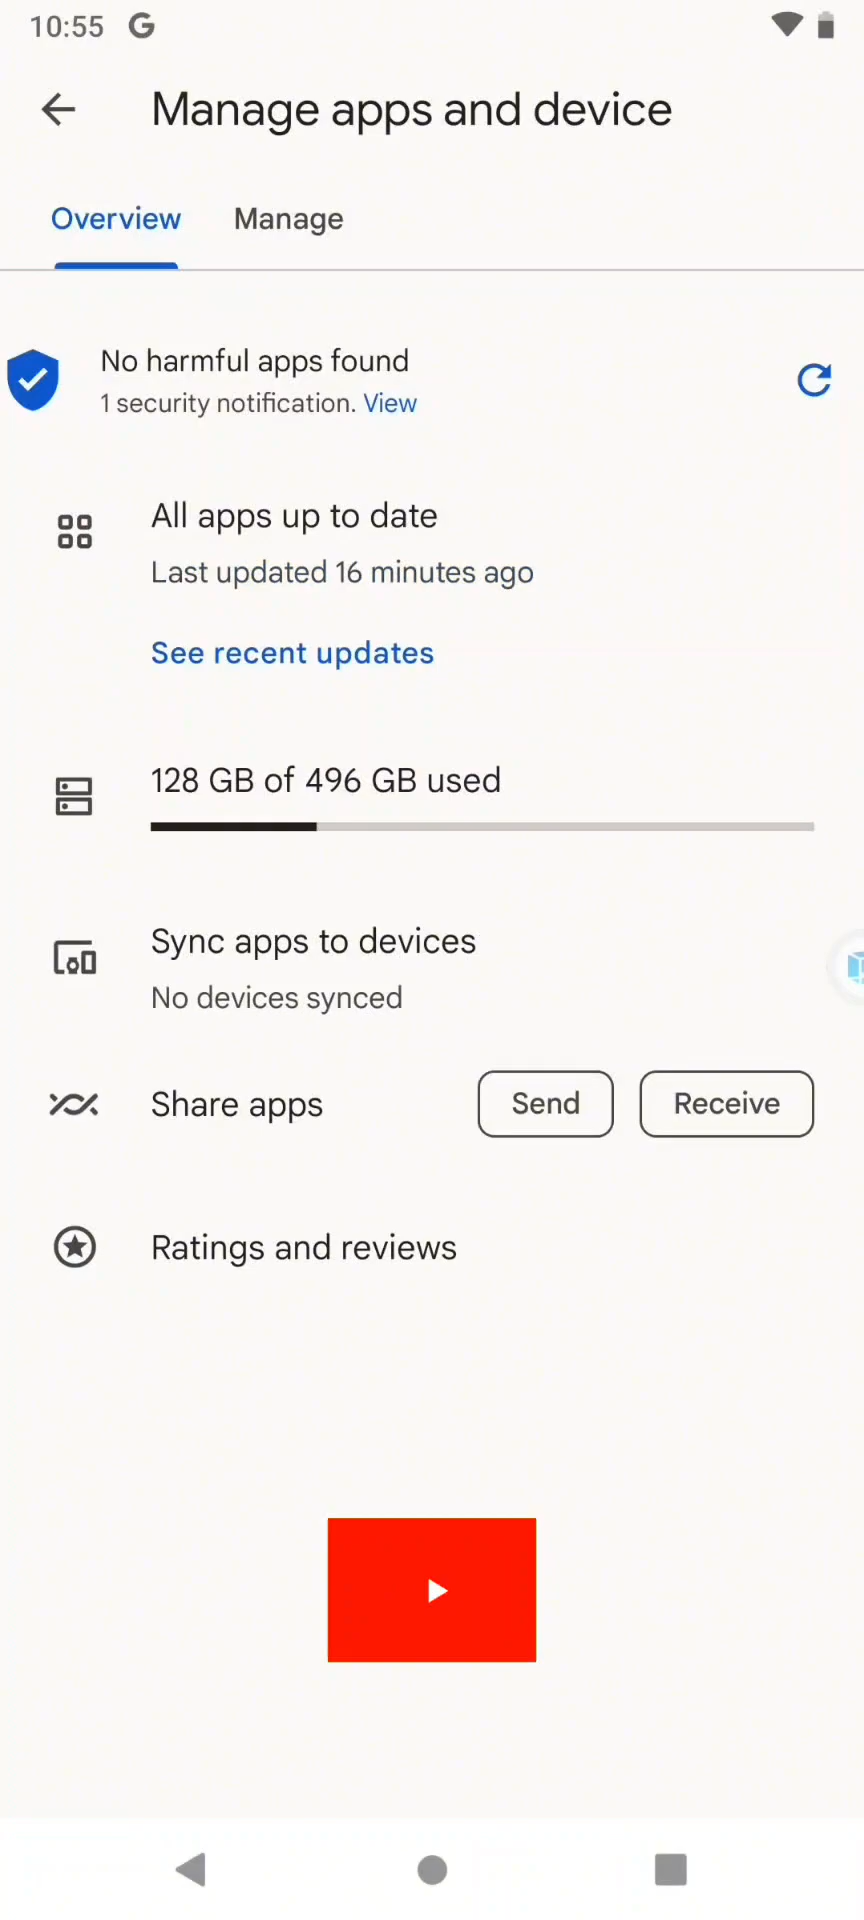 10:55 G
Manage apps and device
Overview Manage
No harmful apps found
1 security notification. View
All apps up to date
Last updated 16 minutes ago
See recent updates
128 GB of 496 GB used
Sync apps to devices
No devices synced
Share apps Send Receive
Ratings and reviews